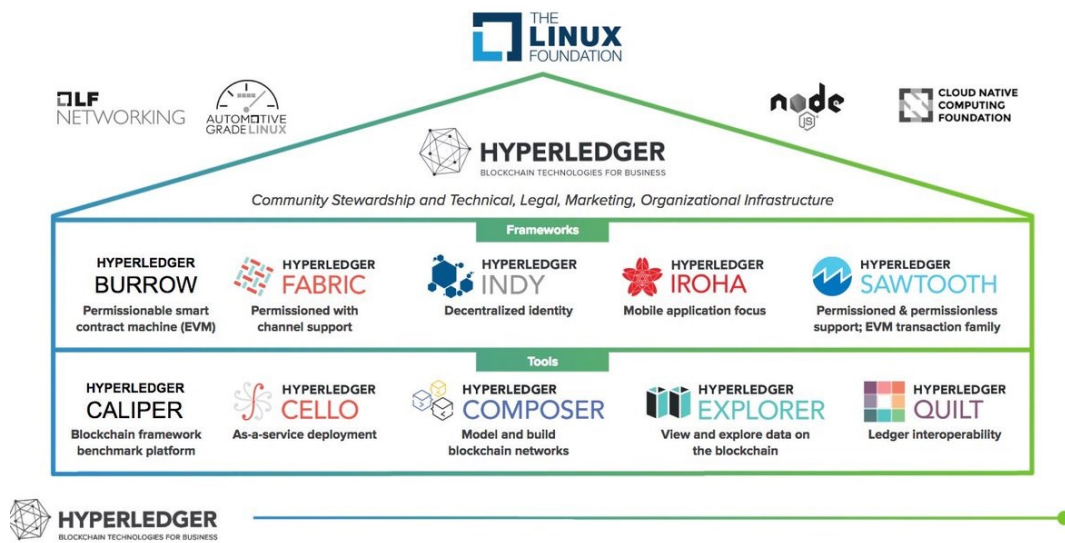 THE
LINUX
FOUNDATION
LF
NETWORKING
AUTOMOTIVE
GRADELINUX
node
JS
CLOUD NATIVE
COMPUTING
FOUNDATION
HYPERLEDGER
BLOCKCHAIN TECHNOLOGIES FOR BUSINESS
Community Stewardship and Technical, Legal, Marketing, Organizational Infrastructure
Frameworks
HYPERLEDGER
BURROW
Permissionable smart
contract machine (EVM)
HYPERLEDGER
FABRIC
Permissioned with
channel support
HYPERLEDGER
INDY
Decentralized identity
HYPERLEDGER
IROHA
Mobile application focus
HYPERLEDGER
SAWTOOTH
Permissioned & permissionless
support; EVM transaction family
Tools
HYPERLEDGER
CALIPER
Blockchain framework
benchmark platform
HYPERLEDGER
CELLO
As-a-service deployment
HYPERLEDGER
COMPOSER
Model and build
blockchain networks
HYPERLEDGER
EXPLORER
View and explore data on
the blockchain
HYPERLEDGER
QUILT
Ledger interoperability
HYPERLEDGER
BLOCKCHAIN TECHNOLOGIES FOR BUSINESS